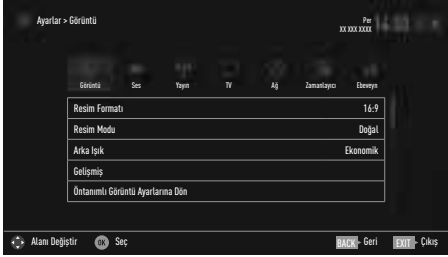 Ayarlar > Görüntü
Per
XX XXX XXXX
Görüntü Ses Yayın TV Ağ Zamanlayıcı Ebeveyn
Resim Formatı 16:9
Resim Modu Doğal
Arka Işık Ekonomik
Gelişmiş
Öntanımlı Görüntü Ayarlarına Dön
Alanı Değiştir OK Seç BACK Geri EXIT Çıkış